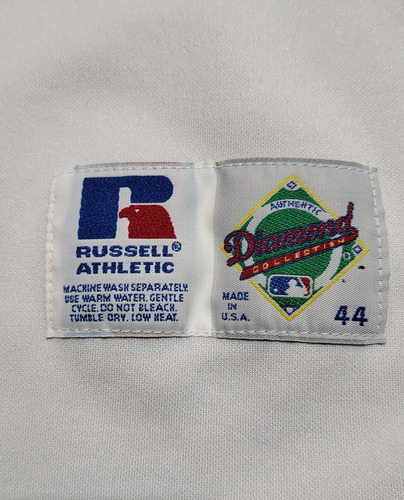 RUSSELL®
ATHLETIC
MACHINE WASH SEPARATELY.
USE WARM WATER. GENTLE
CYCLE. DO NOT BLEACH.
TUMBLE DRY. LOW HEAT.
AUTHENTIC
Diamond
COLLECTION
MADE
IN
U.S.A.
44